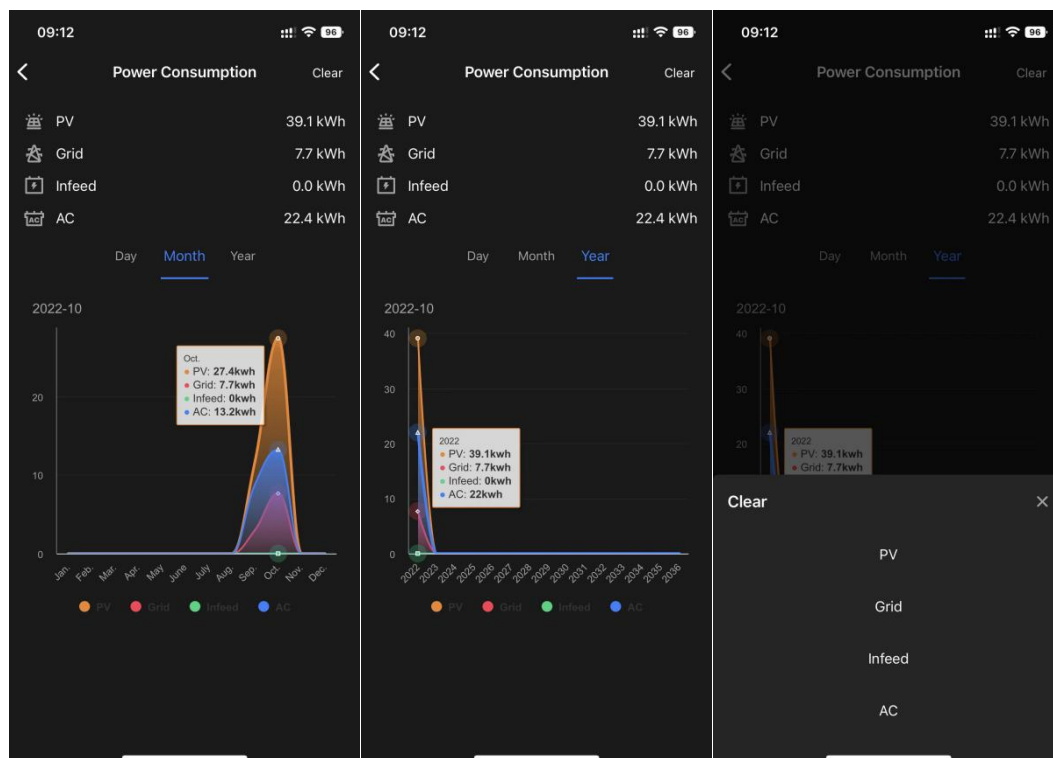 09:12
96
Power Consumption
Clear
PV
39.1 kWh
Grid
7.7 kWh
Infeed
0.0 kWh
AC
22.4 kWh
Day Month Year
2022-10
Oct.
PV: 27.4kwh
Grid: 7.7kwh
Infeed: 0kwh
AC: 13.2kwh
20
10
0
Jan. Feb. Mar. Apr. May June July Aug. Sep. Oct. Nov. Dec.
PV Grid Infeed AC
09:12
96
Power Consumption
Clear
PV
39.1 kWh
Grid
7.7 kWh
Infeed
0.0 kWh
AC
22.4 kWh
Day Month Year
2022-10
40
30
20
10
0
2022
PV: 39.1kwh
Grid: 7.7kwh
Infeed: 0kwh
AC: 22kwh
2022 2023 2024 2025 2026 2027 2028 2029 2030 2031 2032 2033 2034 2035 2036
PV Grid Infeed AC
09:12
96
Power Consumption
Clear
PV
39.1 kWh
Grid
7.7 kWh
Infeed
0.0 kWh
AC
22.4 kWh
Day Month Year
2022-10
40
30
20
2022
PV: 39.1kwh
Grid: 7.7kwh
Clear
PV
Grid
Infeed
AC